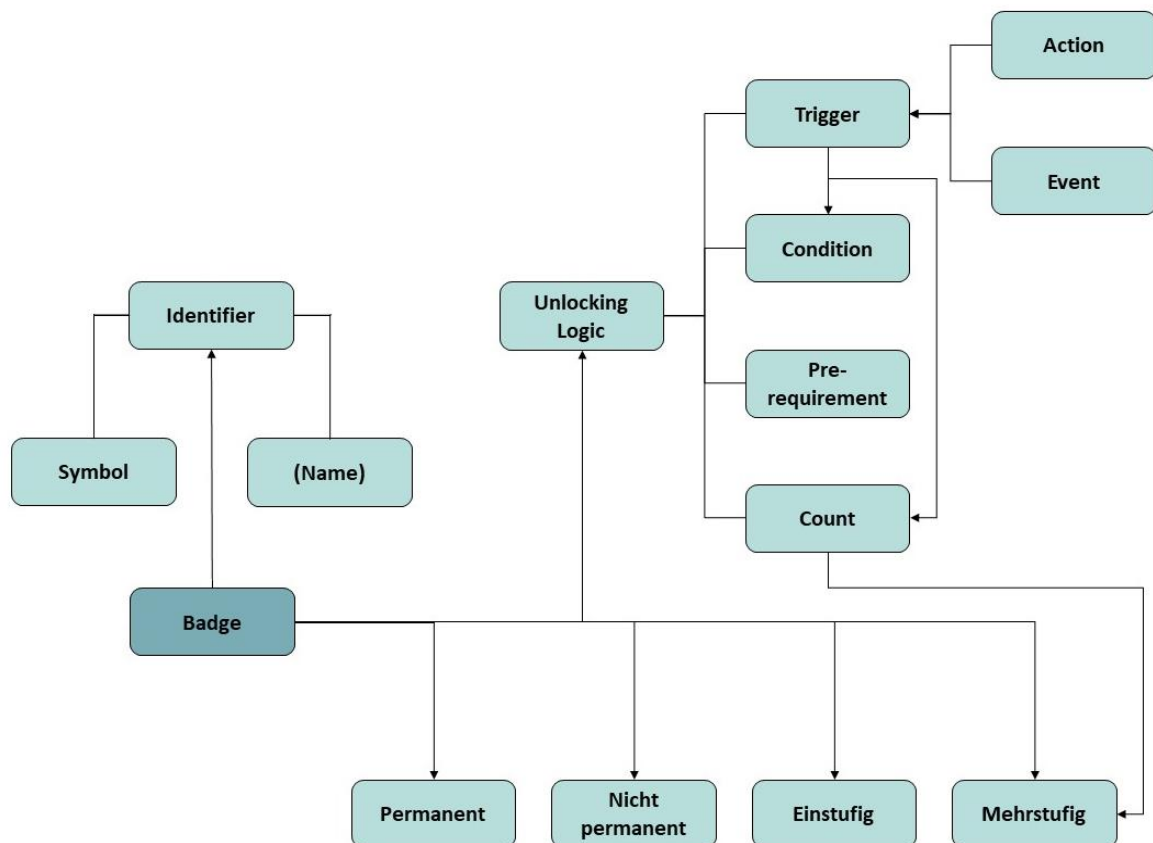 Action
Trigger
Event
Condition
Identifier
Unlocking
Logic
Pre-
requirement
Symbol
(Name)
Count
Badge
Permanent
Nicht
permanent
Einstufig
Mehrstufig